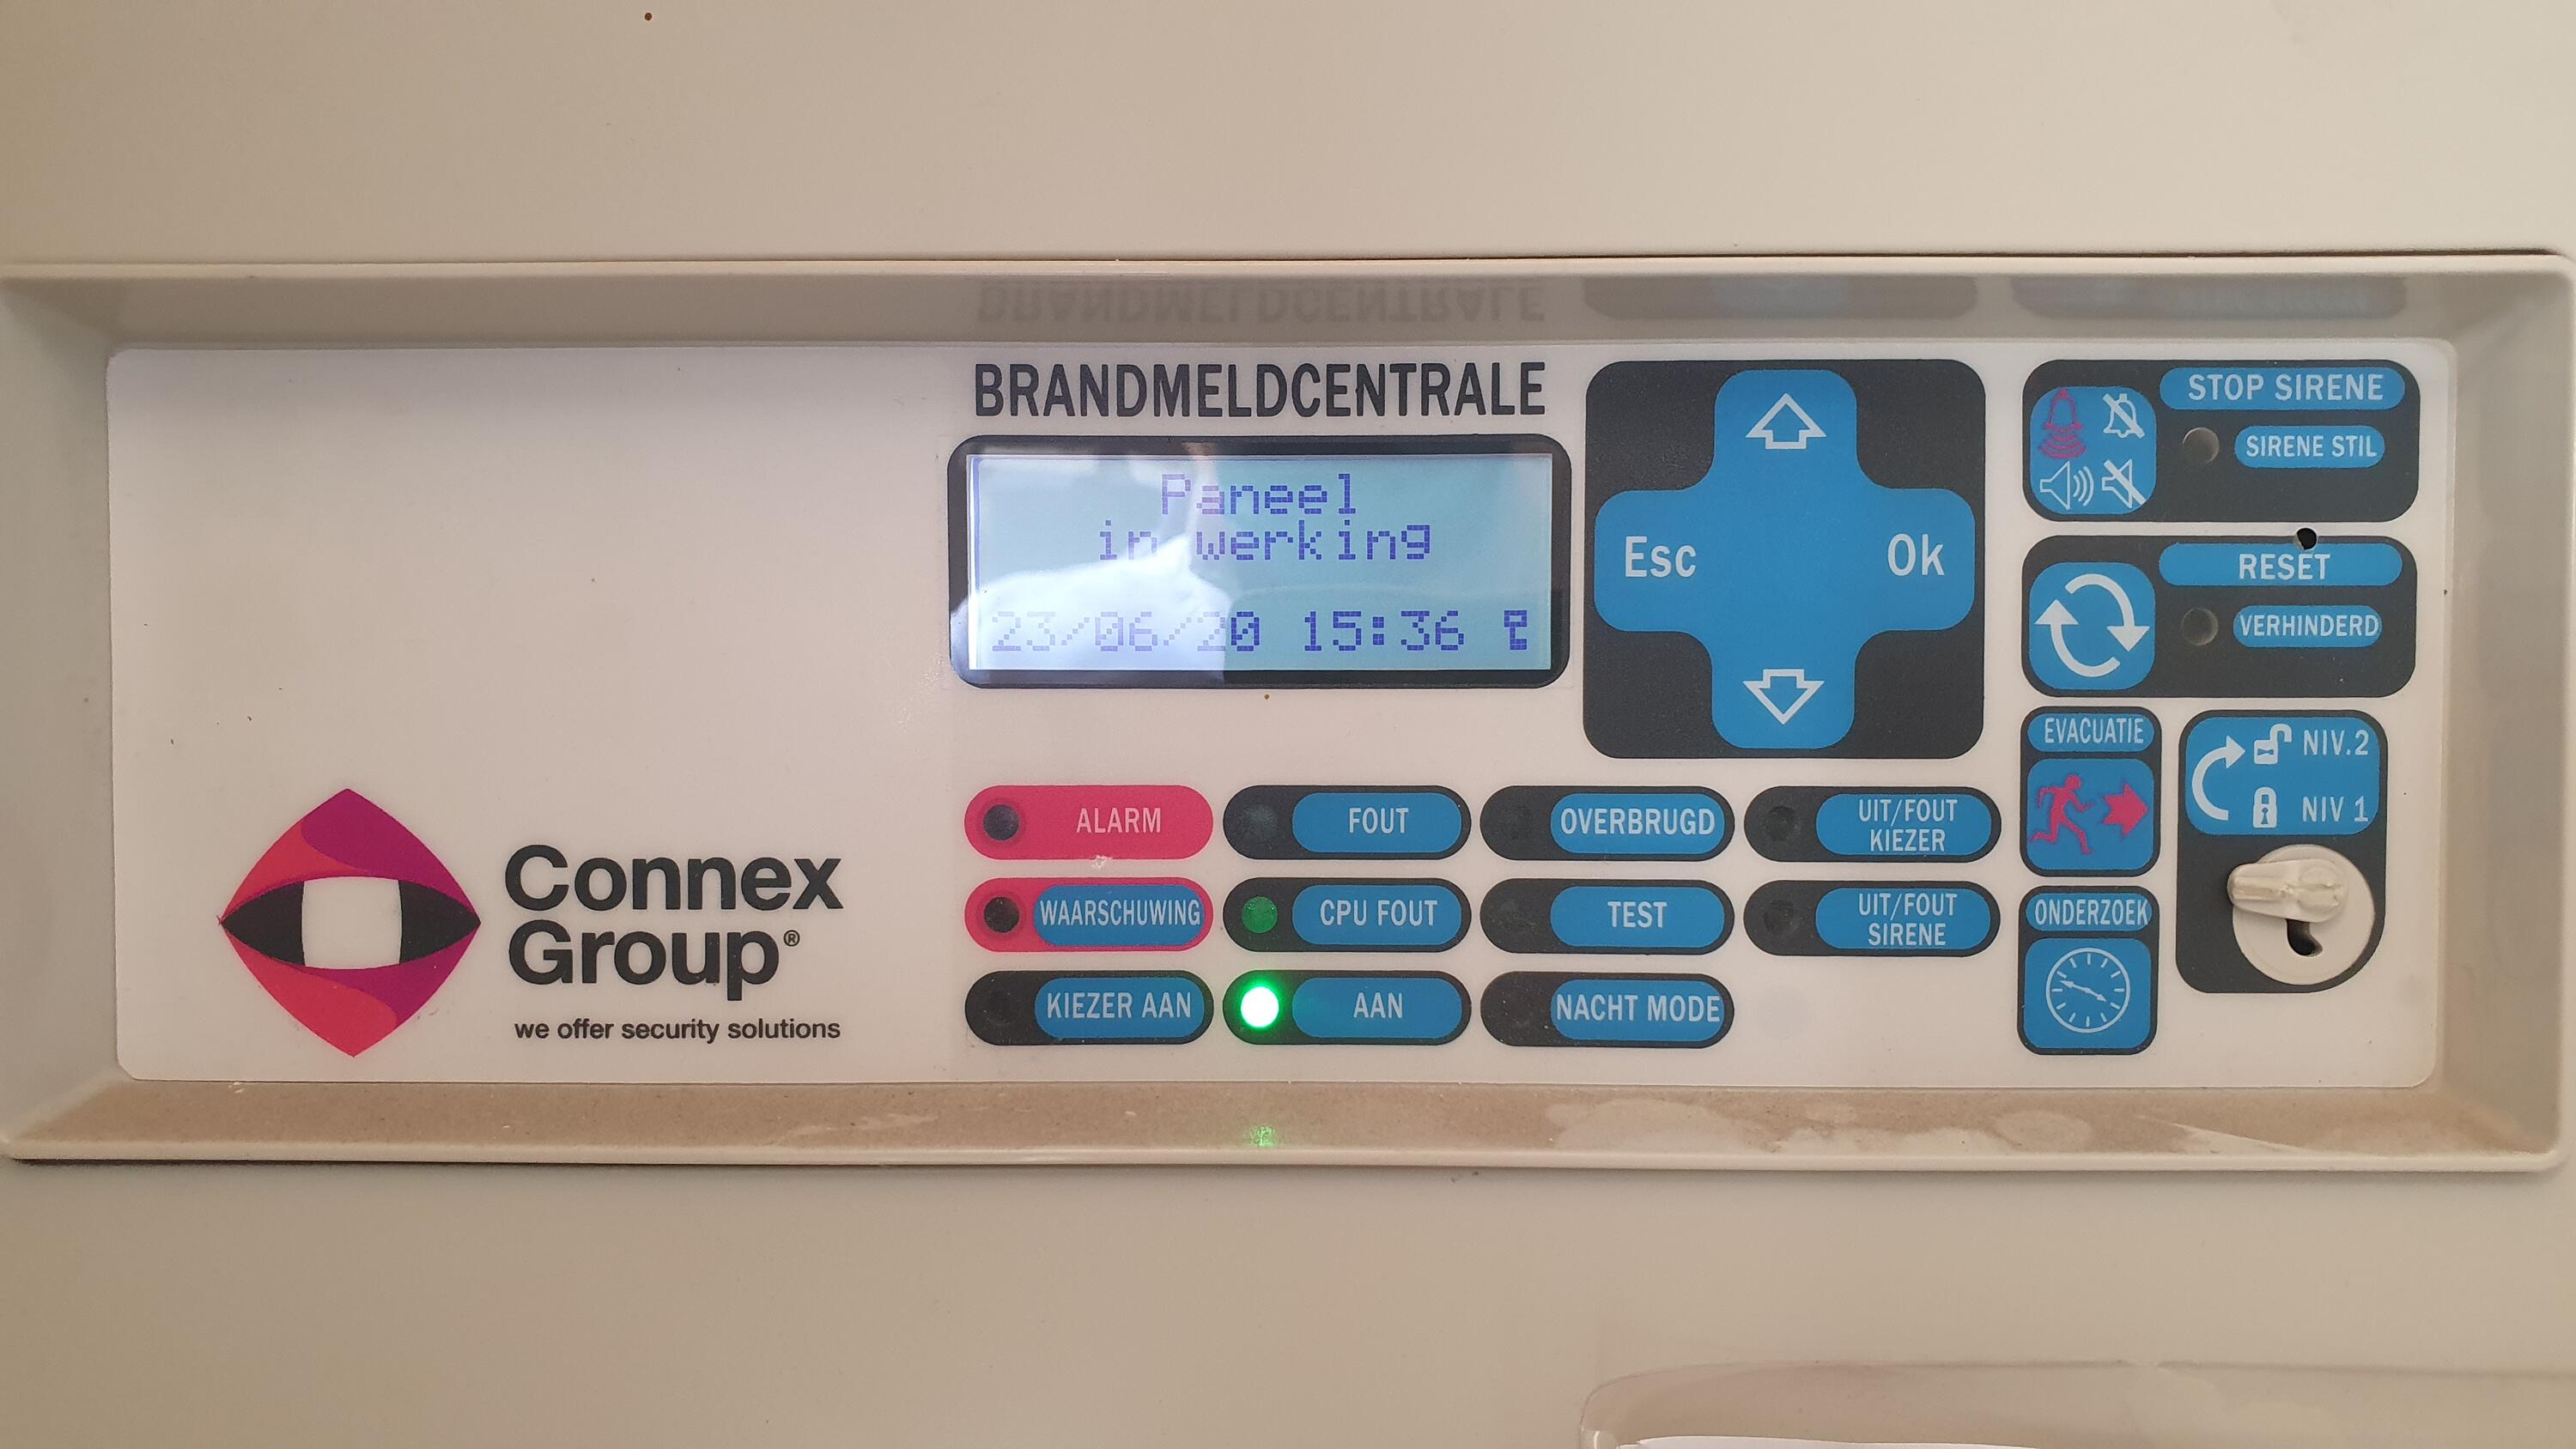 BRANDMELDCENTRALE
Paneel
in werking
23/06/20 15:36
Esc
Ok
STOP SIRENE
SIRENE STIL
RESET
VERHINDERD
EVACUATIE
NIV.2
NIV 1
ONDERZOEK
ALARM
FOUT
OVERBRUGD
UIT/FOUT
KIEZER
WAARSCHUWING
CPU FOUT
TEST
UIT/FOUT
SIRENE
KIEZER AAN
AAN
NACHT MODE
Connex
Group®
we offer security solutions